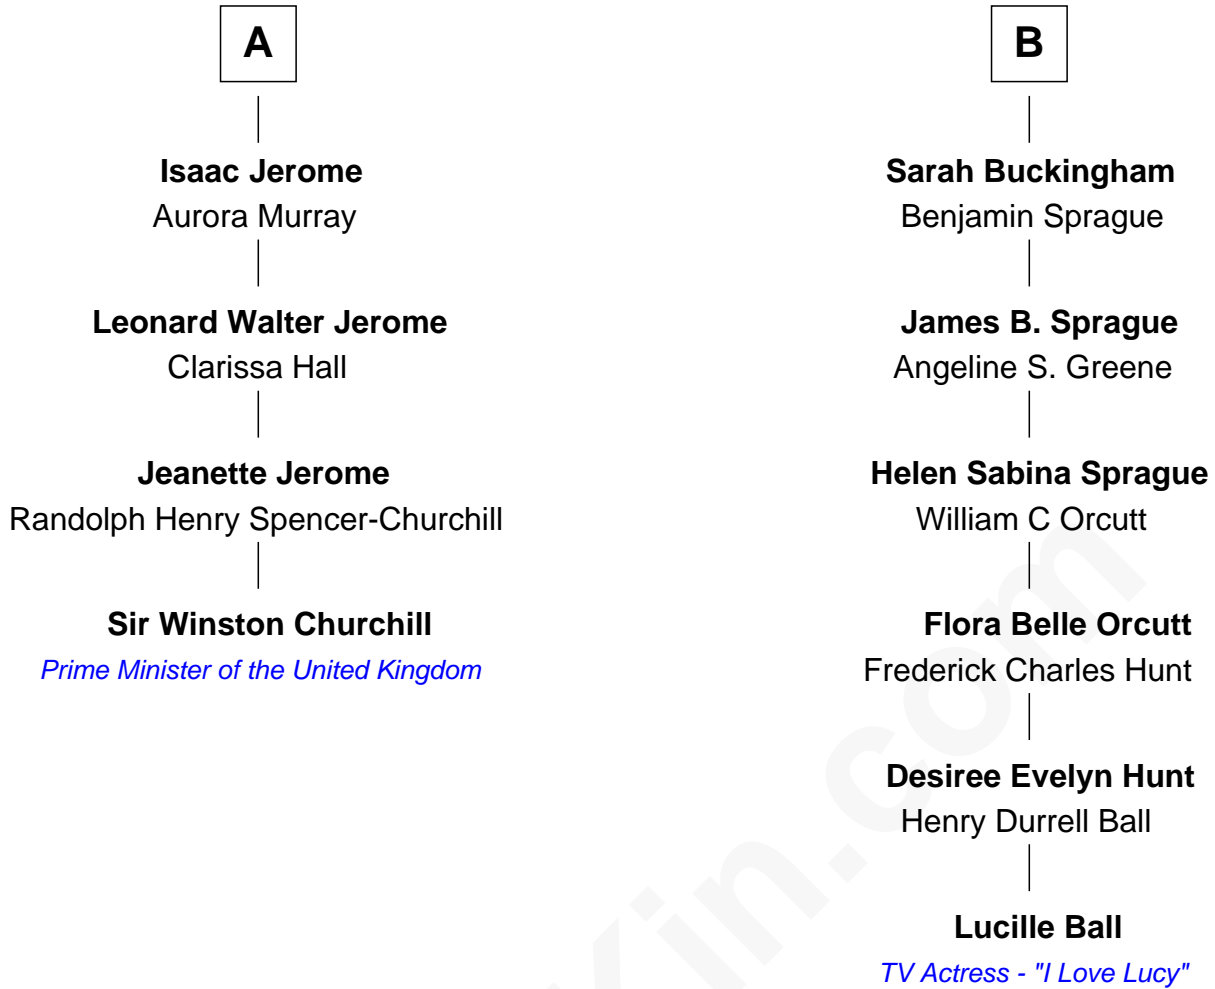 A
Isaac Jerome
Aurora Murray
Leonard Walter Jerome
Clarissa Hall
Jeanette Jerome
Randolph Henry Spencer-Churchill
Sir Winston Churchill
Prime Minister of the United Kingdom
B
Sarah Buckingham
Benjamin Sprague
James B. Sprague
Angeline S. Greene
Helen Sabina Sprague
William C Orcutt
Flora Belle Orcutt
Frederick Charles Hunt
Desiree Evelyn Hunt
Henry Durrell Ball
Lucille Ball
TV Actress - "I Love Lucy"
Kin.com